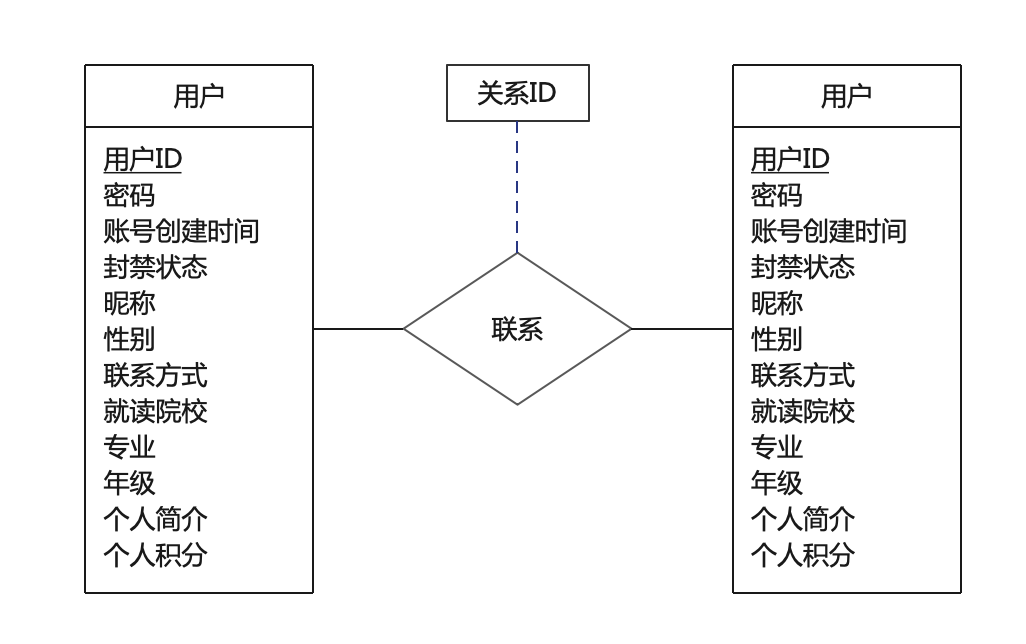 用户
用户ID
密码
账号创建时间
封禁状态
昵称
性别
联系方式
就读院校
专业
年级
个人简介
个人积分
关系ID
联系
用户
用户ID
密码
账号创建时间
封禁状态
昵称
性别
联系方式
就读院校
专业
年级
个人简介
个人积分